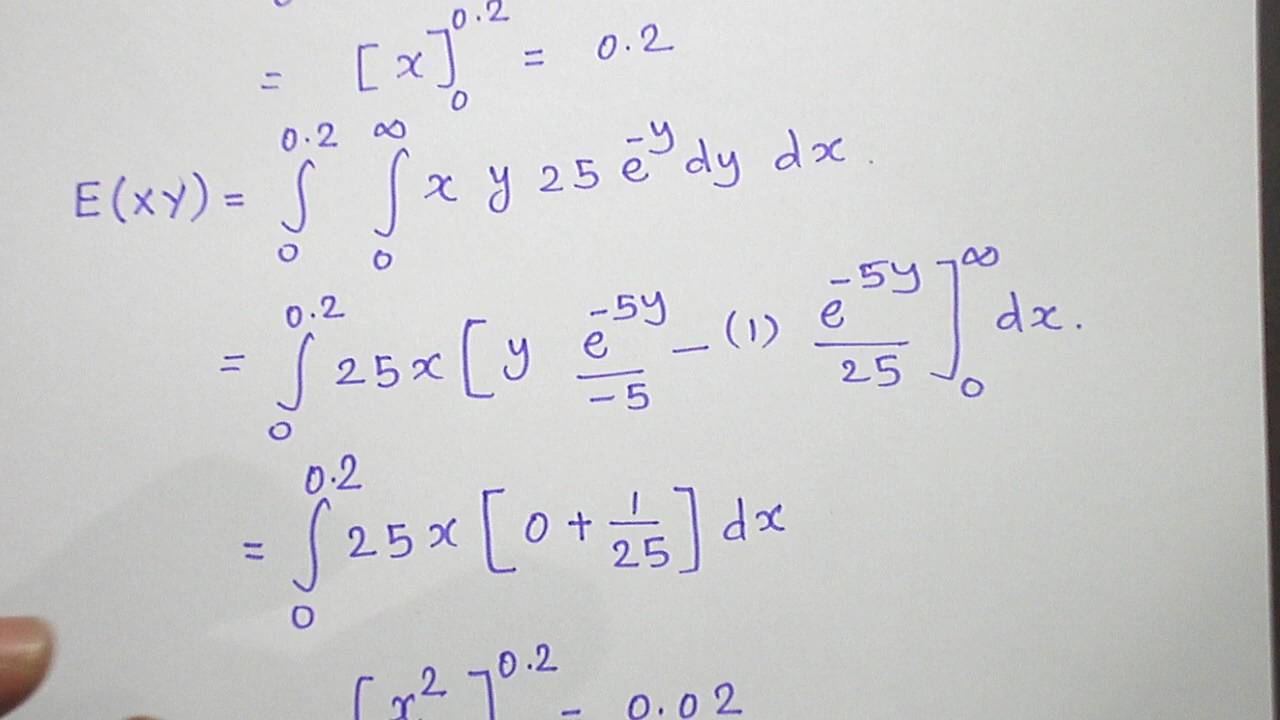 = [x]₀^0.2 = 0.2
E(XY) = ∫₀^0.2 ∫₀^∞ x y 25 e^-y dy dx.
= ∫₀^0.2 25x [y e^-5y/-5 - (1) e^-5y/25]₀^∞ dx.
= ∫₀^0.2 25x [0 + 1/25] dx
[x² ]^0.2 = 0.02